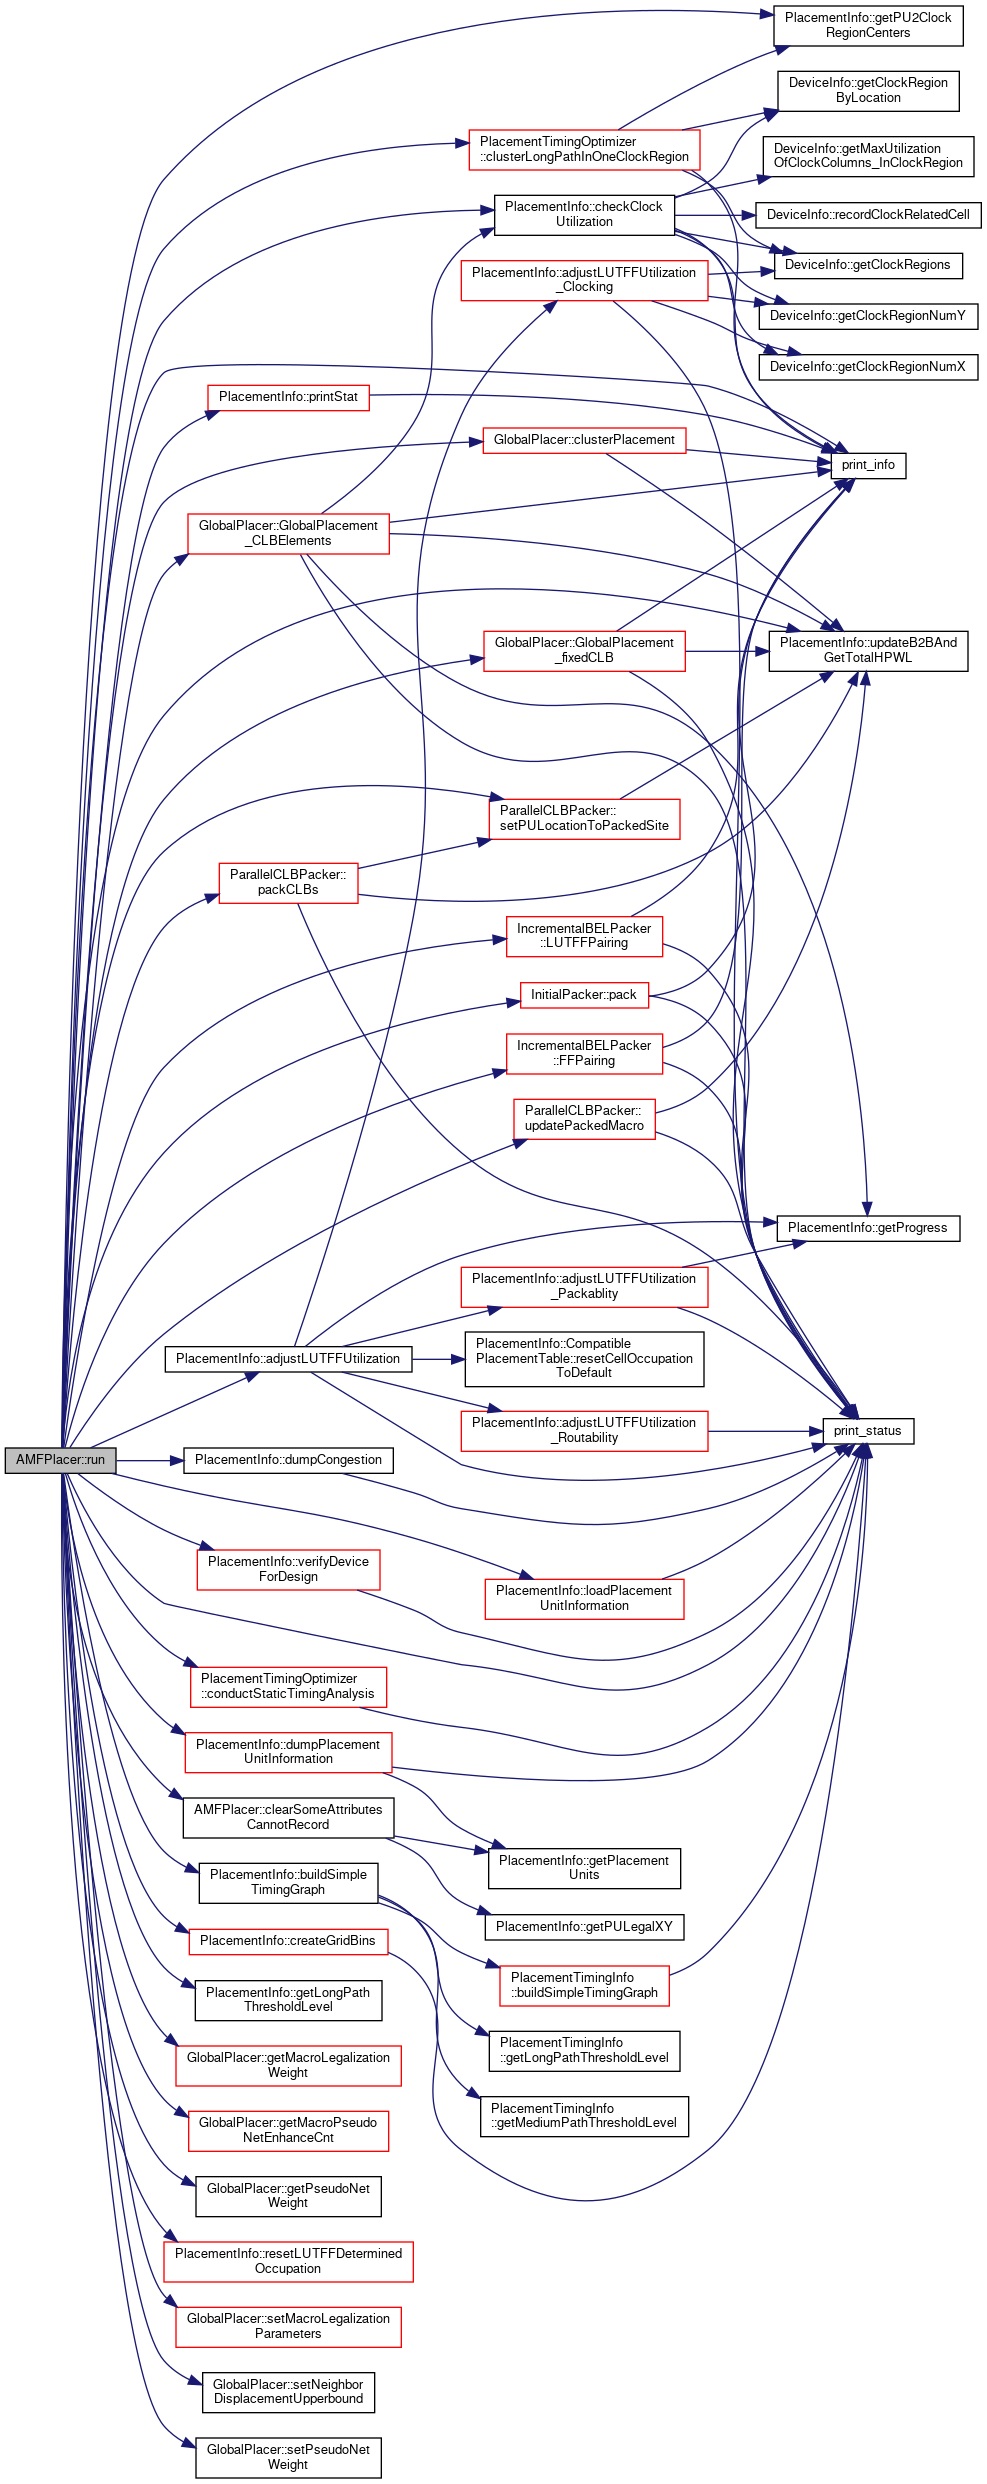 PlacementInfo::getPU2Clock
RegionCenters
DeviceInfo::getClockRegion
ByLocation
PlacementTimingOptimizer
::clusterLongPathInOneClockRegion
DeviceInfo::getMaxUtilization
OfClockColumns_InClockRegion
PlacementInfo::checkClock
Utilization
DeviceInfo::recordClockRelatedCell
DeviceInfo::getClockRegions
PlacementInfo::adjustLUTFFUtilization
_Clocking
DeviceInfo::getClockRegionNumY
DeviceInfo::getClockRegionNumX
PlacementInfo::printStat
GlobalPlacer::clusterPlacement
print_info
GlobalPlacer::GlobalPlacement
_CLBElements
GlobalPlacer::GlobalPlacement
_fixedCLB
PlacementInfo::updateB2BAnd
GetTotalHPWL
ParallelCLBPacker::
setPULocationToPackedSite
ParallelCLBPacker::
packCLBs
IncrementalBELPacker
::LUTFFPairing
InitialPacker::pack
IncrementalBELPacker
::FFPairing
ParallelCLBPacker::
updatePackedMacro
PlacementInfo::getProgress
PlacementInfo::adjustLUTFFUtilization
_Packablity
PlacementInfo::adjustLUTFFUtilization
PlacementInfo::Compatible
PlacementTable::resetCellOccupation
ToDefault
PlacementInfo::adjustLUTFFUtilization
_Routability
print_status
AMFPlacer::run
PlacementInfo::dumpCongestion
PlacementInfo::verifyDevice
ForDesign
PlacementInfo::loadPlacement
UnitInformation
PlacementTimingOptimizer
::conductStaticTimingAnalysis
PlacementInfo::dumpPlacement
UnitInformation
AMFPlacer::clearSomeAttributes
CannotRecord
PlacementInfo::getPlacement
Units
PlacementInfo::buildSimple
TimingGraph
PlacementInfo::getPULegalXY
PlacementInfo::createGridBins
PlacementTimingInfo
::buildSimpleTimingGraph
PlacementInfo::getLongPath
ThresholdLevel
PlacementTimingInfo
::getLongPathThresholdLevel
GlobalPlacer::getMacroLegalization
Weight
PlacementTimingInfo
::getMediumPathThresholdLevel
GlobalPlacer::getMacroPseudo
NetEnhanceCnt
GlobalPlacer::getPseudoNet
Weight
PlacementInfo::resetLUTFFDetermined
Occupation
GlobalPlacer::setMacroLegalization
Parameters
GlobalPlacer::setNeighbor
DisplacementUpperbound
GlobalPlacer::setPseudoNet
Weight